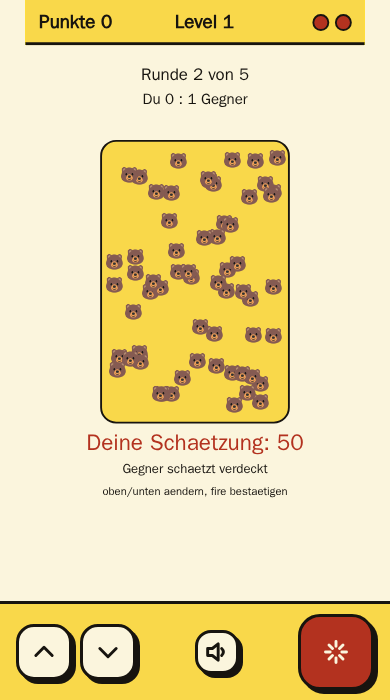 Punkte 0 Level 1
Runde 2 von 5
Du 0 : 1 Gegner
Deine Schaetzung: 50
Gegner schaetzt verdeckt
oben/unten aendern, fire bestaetigen